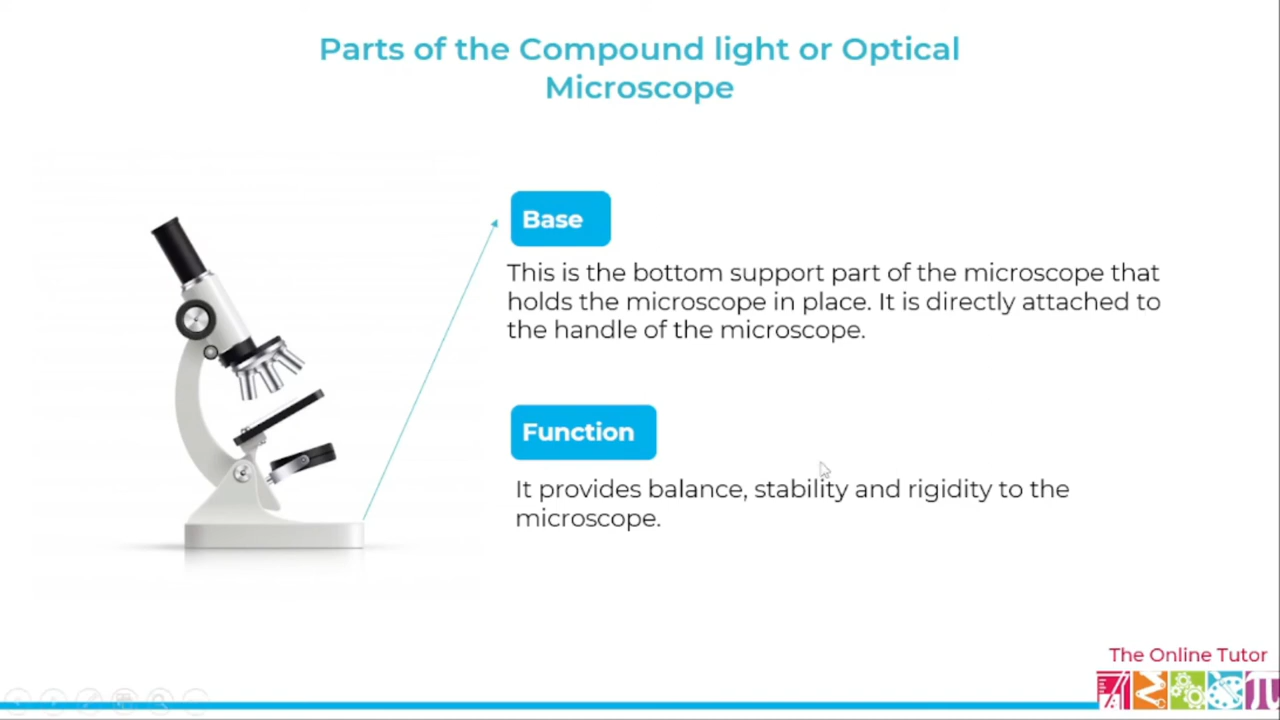 Parts of the Compound light or Optical
Microscope
Base
This is the bottom support part of the microscope that
holds the microscope in place. It is directly attached to
the handle of the microscope.
Function
It provides balance, stability and rigidity to the
microscope.
The Online Tutor